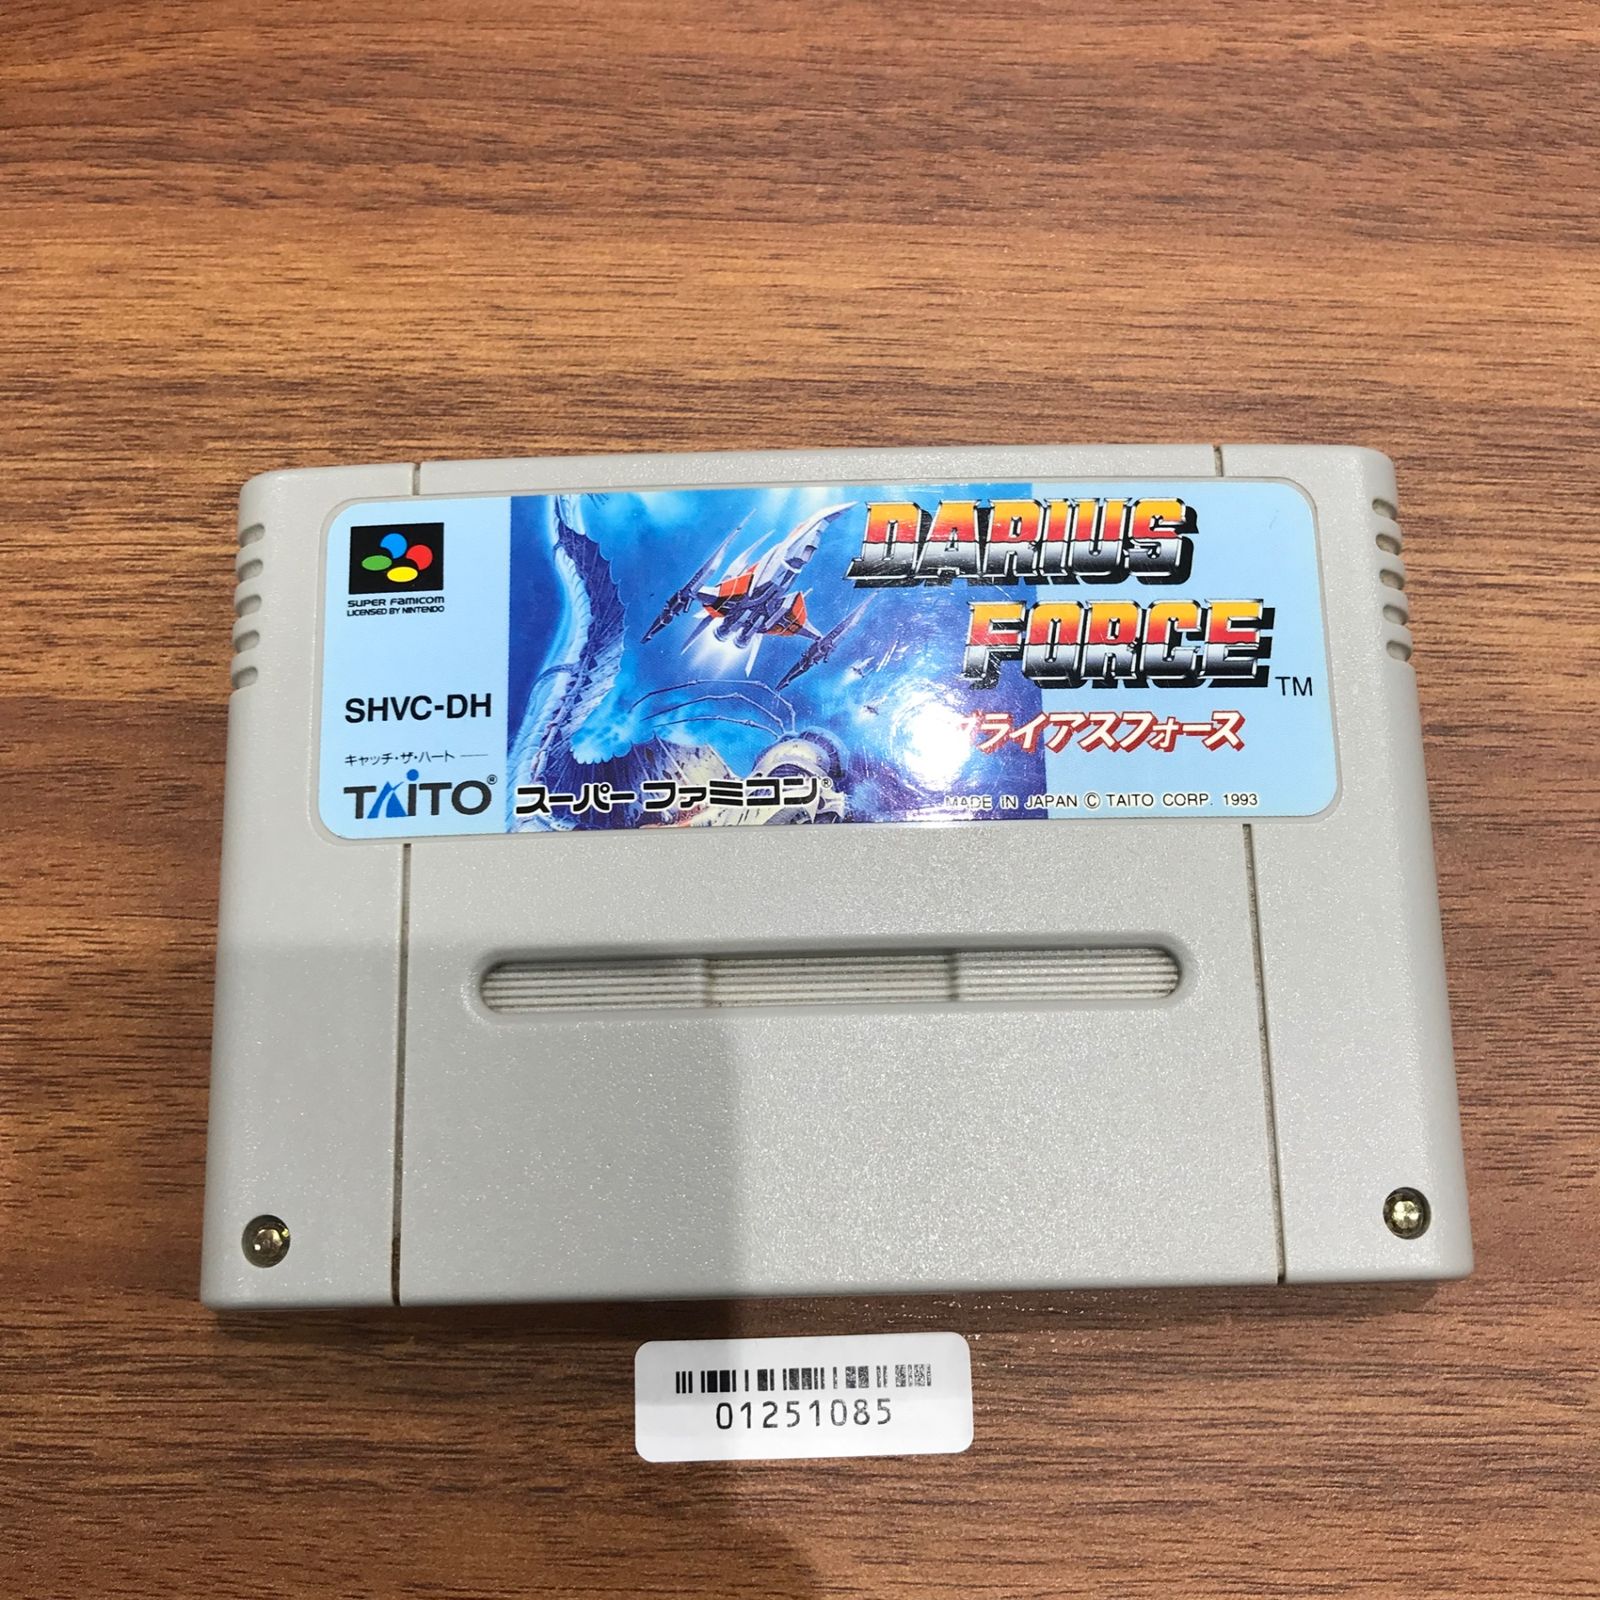 DARIUS
FORCE TM
ダライアスフォース
SUPER FAMICOM
LICENSED BY NINTENDO
SHVC-DH
キャッチ・ザ・ハート
TAITO®
スーパーファミコン®
MADE IN JAPAN © TAITO CORP. 1993
01251085